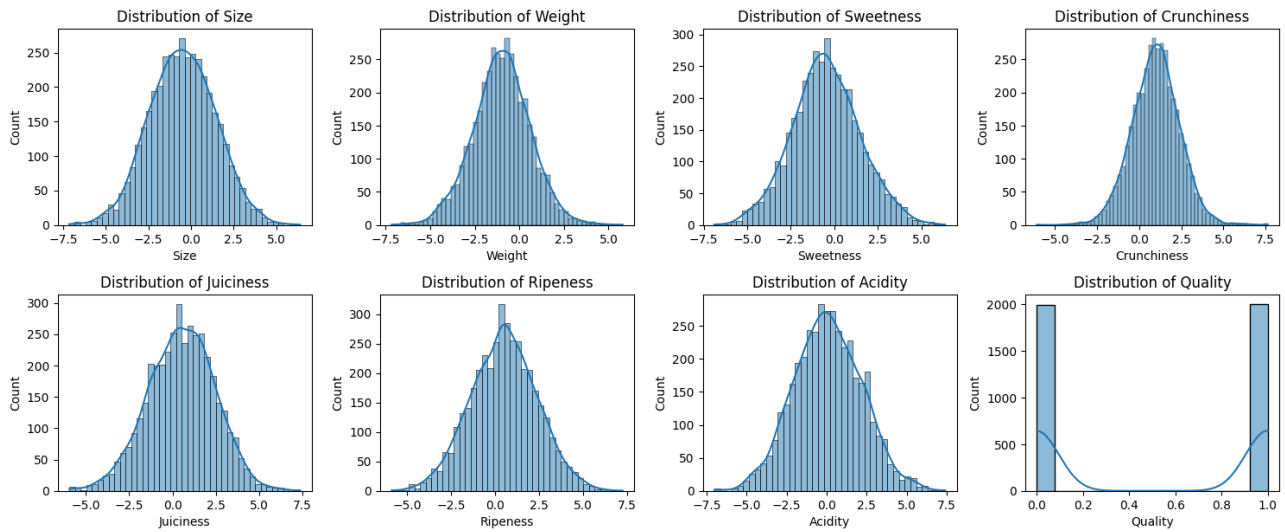 Distribution of Size
Distribution of Weight
Distribution of Sweetness
Distribution of Crunchiness
250
200
150
100
50
0
Count
−7.5 −5.0 −2.5 0.0 2.5 5.0
Size
250
200
150
100
50
0
Count
−7.5 −5.0 −2.5 0.0 2.5 5.0
Weight
300
250
200
150
100
50
0
Count
−7.5 −5.0 −2.5 0.0 2.5 5.0
Sweetness
250
200
150
100
50
0
Count
−5.0 −2.5 0.0 2.5 5.0 7.5
Crunchiness
Distribution of Juiciness
Distribution of Ripeness
Distribution of Acidity
Distribution of Quality
300
250
200
150
100
50
0
Count
−5.0 −2.5 0.0 2.5 5.0 7.5
Juiciness
300
250
200
150
100
50
0
Count
−5.0 −2.5 0.0 2.5 5.0 7.5
Ripeness
250
200
150
100
50
0
Count
−7.5 −5.0 −2.5 0.0 2.5 5.0 7.5
Acidity
2000
1500
1000
500
0
Count
0.0 0.2 0.4 0.6 0.8 1.0
Quality